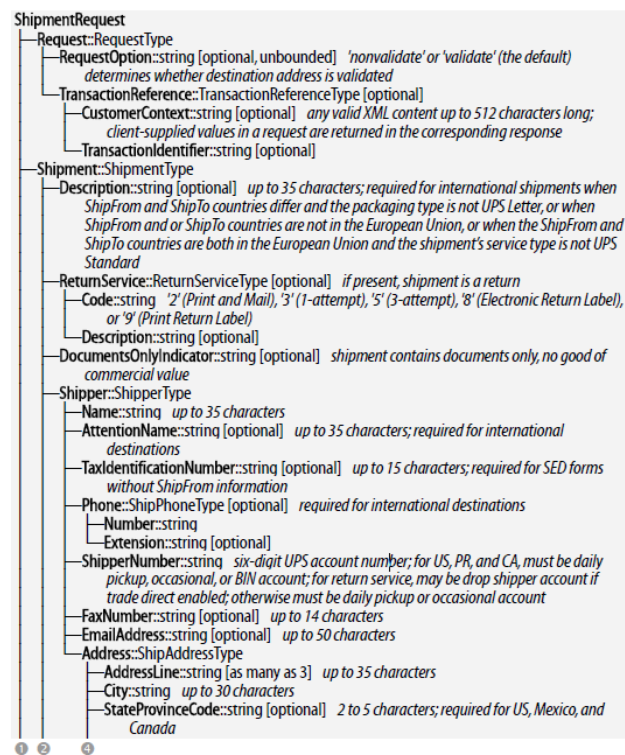 ShipmentRequest
Request::RequestType
RequestOption::string [optional, unbounded] 'nonvalidate' or 'validate' (the default)
determines whether destination address is validated
TransactionReference::TransactionReferenceType [optional]
CustomerContext::string [optional] any valid XML content up to 512 characters long;
client-supplied values in a request are returned in the corresponding response
TransactionIdentifier::string [optional]
Shipment::ShipmentType
Description::string [optional] up to 35 characters; required for international shipments when
ShipFrom and ShipTo countries differ and the packaging type is not UPS Letter, or when
ShipFrom and or ShipTo countries are not in the European Union, or when the ShipFrom and
ShipTo countries are both in the European Union and the shipment's service type is not UPS
Standard
ReturnService::ReturnServiceType [optional] if present, shipment is a return
Code::string '2' (Print and Mail), '3' (1-attempt), '5' (3-attempt), '8' (Electronic Return Label),
or '9' (Print Return Label)
Description::string [optional]
DocumentsOnlyIndicator::string [optional] shipment contains documents only, no good of
commercial value
Shipper::ShipperType
Name::string up to 35 characters
AttentionName::string [optional] up to 35 characters; required for international
destinations
TaxIdentificationNumber::string [optional] up to 15 characters; required for SED forms
without ShipFrom information
Phone::ShipPhoneType [optional] required for international destinations
Number::string
Extension::string [optional]
ShipperNumber::string six-digit UPS account number; for US, PR, and CA, must be daily
pickup, occasional, or BIN account; for return service, may be drop shipper account if
trade direct enabled; otherwise must be daily pickup or occasional account
FaxNumber::string [optional] up to 14 characters
EmailAddress::string [optional] up to 50 characters
Address::ShipAddressType
AddressLine::string [as many as 3] up to 35 characters
City::string up to 30 characters
StateProvinceCode::string [optional] 2 to 5 characters; required for US, Mexico, and
Canada
1 2 4